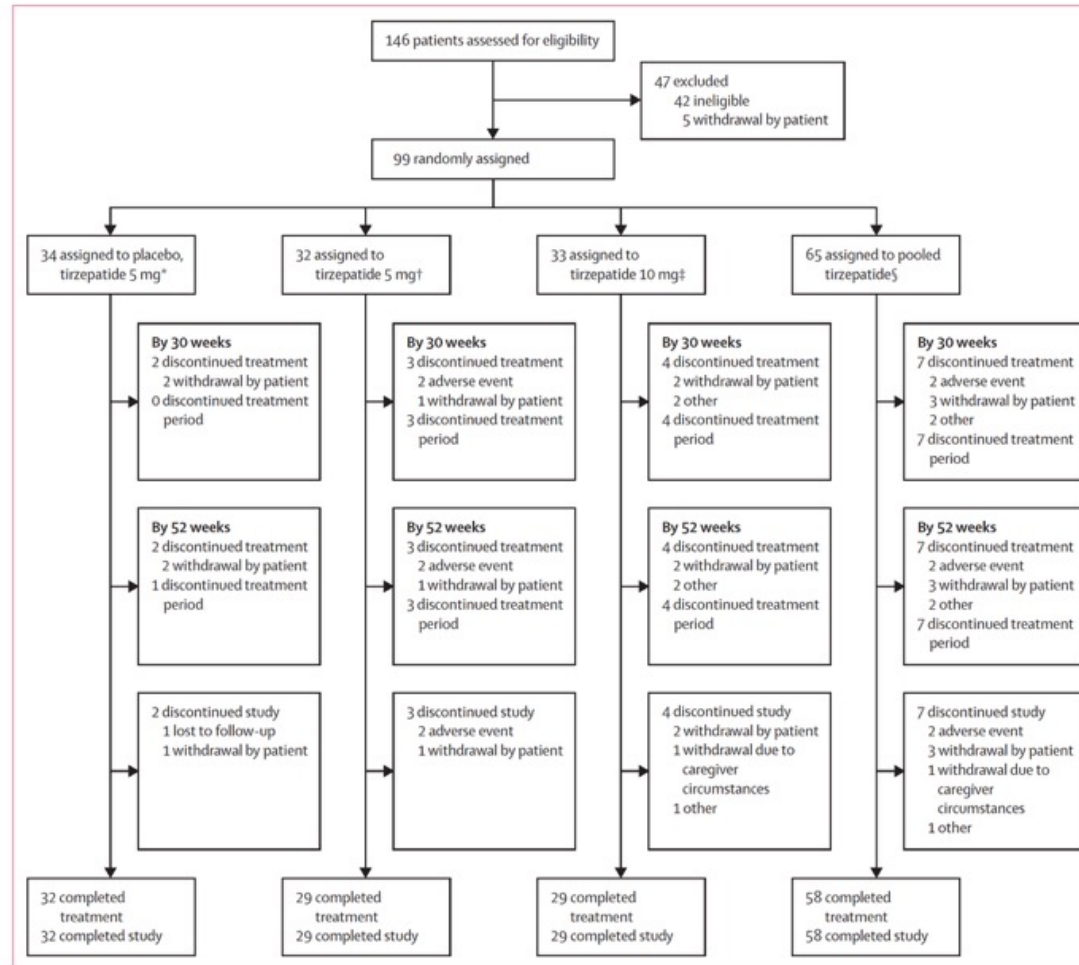 146 patients assessed for eligibility
47 excluded
42 ineligible
5 withdrawal by patient
99 randomly assigned
34 assigned to placebo,
tirzepatide 5 mg*
32 assigned to
tirzepatide 5 mg†
33 assigned to
tirzepatide 10 mg‡
65 assigned to pooled
tirzepatide§
By 30 weeks
2 discontinued treatment
2 withdrawal by patient
0 discontinued treatment
period
By 30 weeks
3 discontinued treatment
2 adverse event
1 withdrawal by patient
3 discontinued treatment
period
By 30 weeks
4 discontinued treatment
2 withdrawal by patient
2 other
4 discontinued treatment
period
By 30 weeks
7 discontinued treatment
2 adverse event
3 withdrawal by patient
2 other
7 discontinued treatment
period
By 52 weeks
2 discontinued treatment
2 withdrawal by patient
1 discontinued treatment
period
By 52 weeks
3 discontinued treatment
2 adverse event
1 withdrawal by patient
3 discontinued treatment
period
By 52 weeks
4 discontinued treatment
2 withdrawal by patient
2 other
4 discontinued treatment
period
By 52 weeks
7 discontinued treatment
2 adverse event
3 withdrawal by patient
2 other
7 discontinued treatment
period
2 discontinued study
1 lost to follow-up
1 withdrawal by patient
3 discontinued study
2 adverse event
1 withdrawal by patient
4 discontinued study
2 withdrawal by patient
1 withdrawal due to
caregiver
circumstances
1 other
7 discontinued study
2 adverse event
3 withdrawal by patient
1 withdrawal due to
caregiver
circumstances
1 other
32 completed
treatment
32 completed study
29 completed
treatment
29 completed study
29 completed
treatment
29 completed study
58 completed
treatment
58 completed study